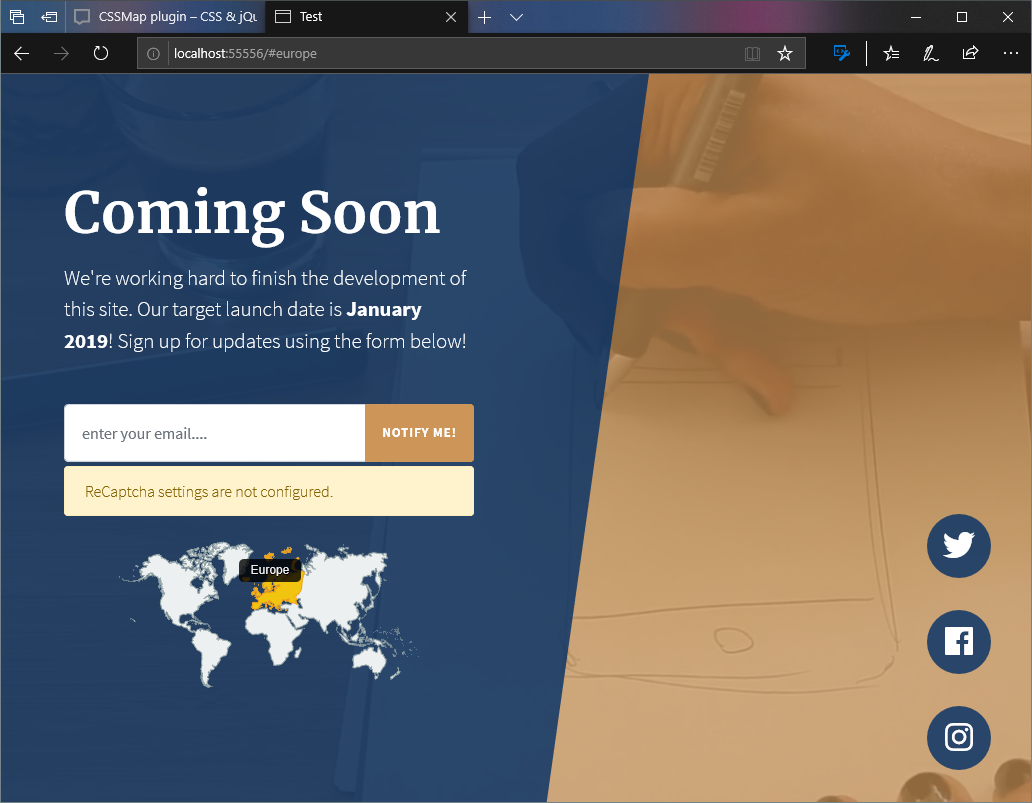 CSSMap plugin – CSS & jQu
Test
localhost:55556/#europe
Coming Soon
We're working hard to finish the development of
this site. Our target launch date is January
2019! Sign up for updates using the form below!
enter your email....
NOTIFY ME!
ReCaptcha settings are not configured.
Europe